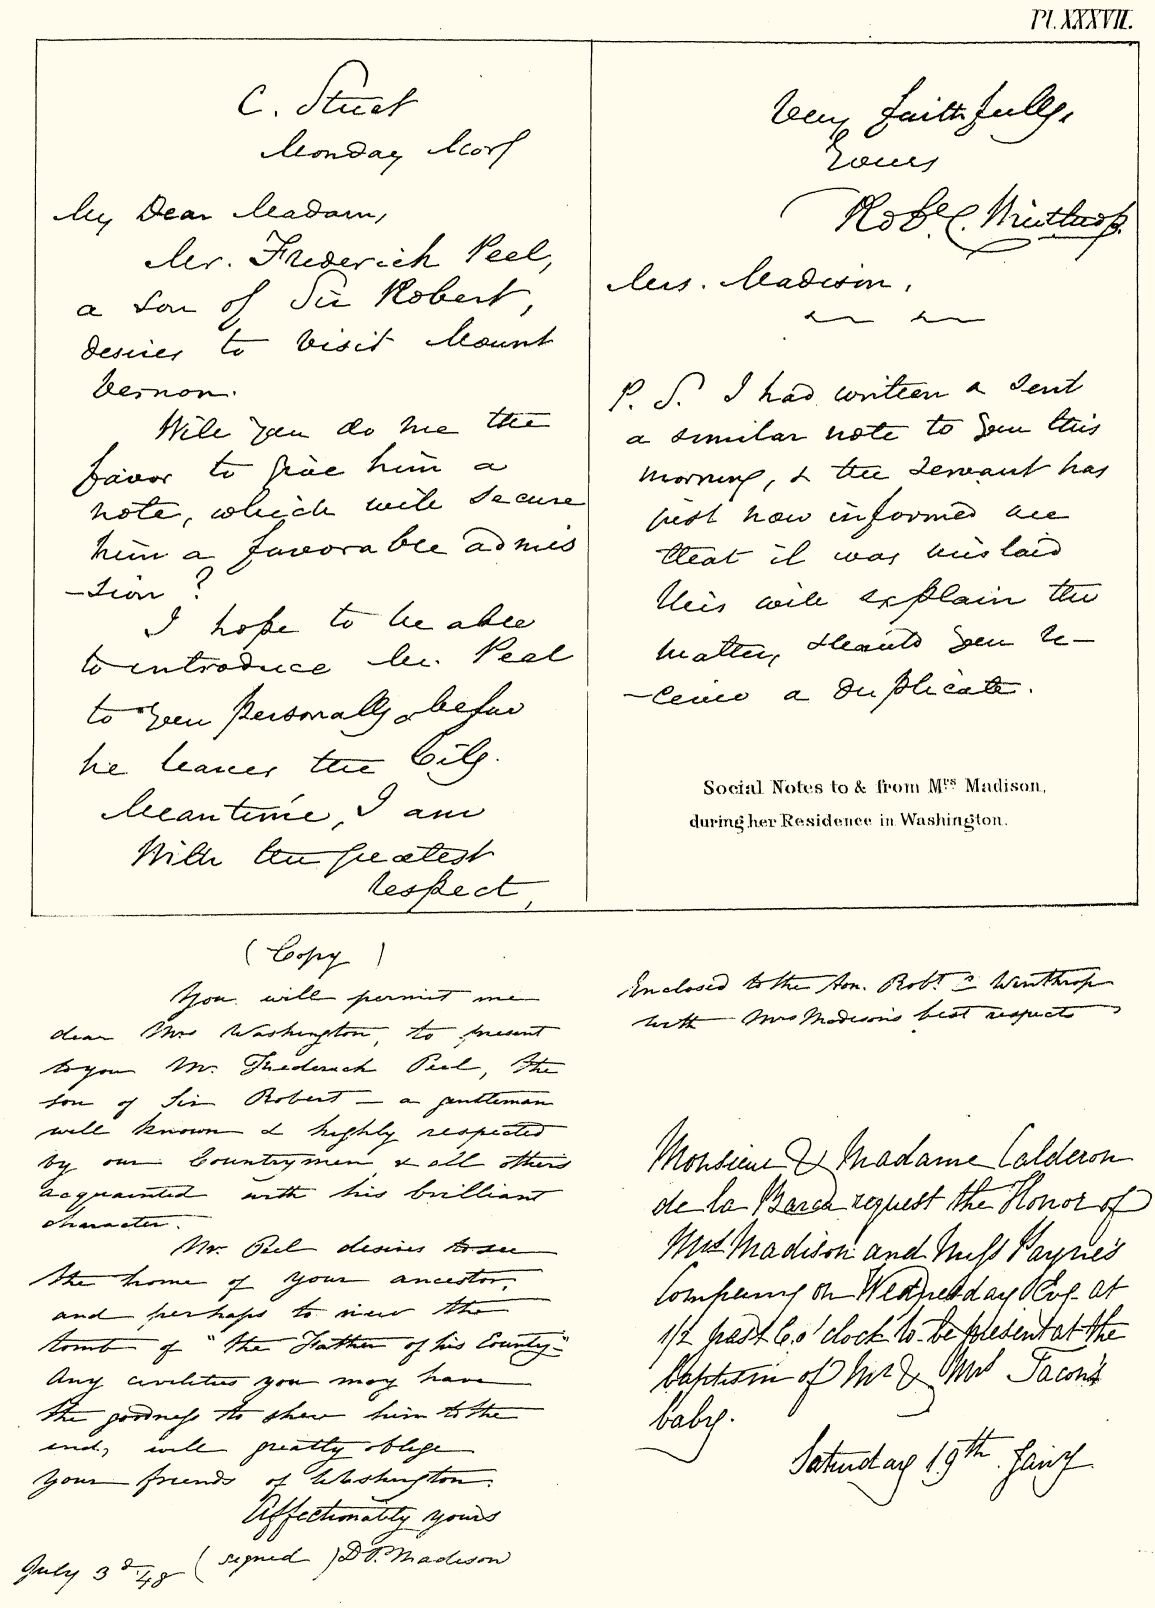 Pl. XXXVII.
C. Street
Monday Morg
My Dear Madam,
Mr. Frederich Peel,
a son of Sir Robert,
desires to visit Mount
Vernon.
Will you do me the
favor to give him a
note, which will secure
him a favorable admis
-sion?
I hope to be able
to introduce Mr. Peel
to you personally before
he leaves the City.
Meantime, I am
With the greatest
respect,
Very faithfully,
Yours
Robt. C. Winthrop.
Mrs. Madison,
P. S. I had written & sent
a similar note to you this
morning, & the servant has
just now informed me
that it was mislaid
This will explain the
matter, should you re-
-ceive a duplicate.
Social Notes to & from Mrs Madison,
during her Residence in Washington.
(Copy)
You will permit me
dear Mrs Washington, to present
to you Mr. Frederick Peel, the
son of Sir Robert — a gentleman
well known & highly respected
by our Countrymen & all others
acquainted with his brilliant
character.
Mr. Peel desires to see
the home of your ancestor,
and perhaps to view the
tomb of "the Father of his County"
Any civilities you may have
the goodness to shew him to the
end, will greatly oblige
your friends of Washington.
Affectionately yours
(signed) D. P. Madison
July 3d. 48
Enclosed to the Hon. Robt C Winthrop
with Mrs Madison's best respects
Monsieur & Madame Calderon
de la Barca request the Honor of
Mrs Madison and Miss Payne's
Company on Wednesday Evg. at
1/2 past 6. o'clock to be present at the
baptism of Mr & Mrs Tacon's
baby.
Saturday 19th. Jany